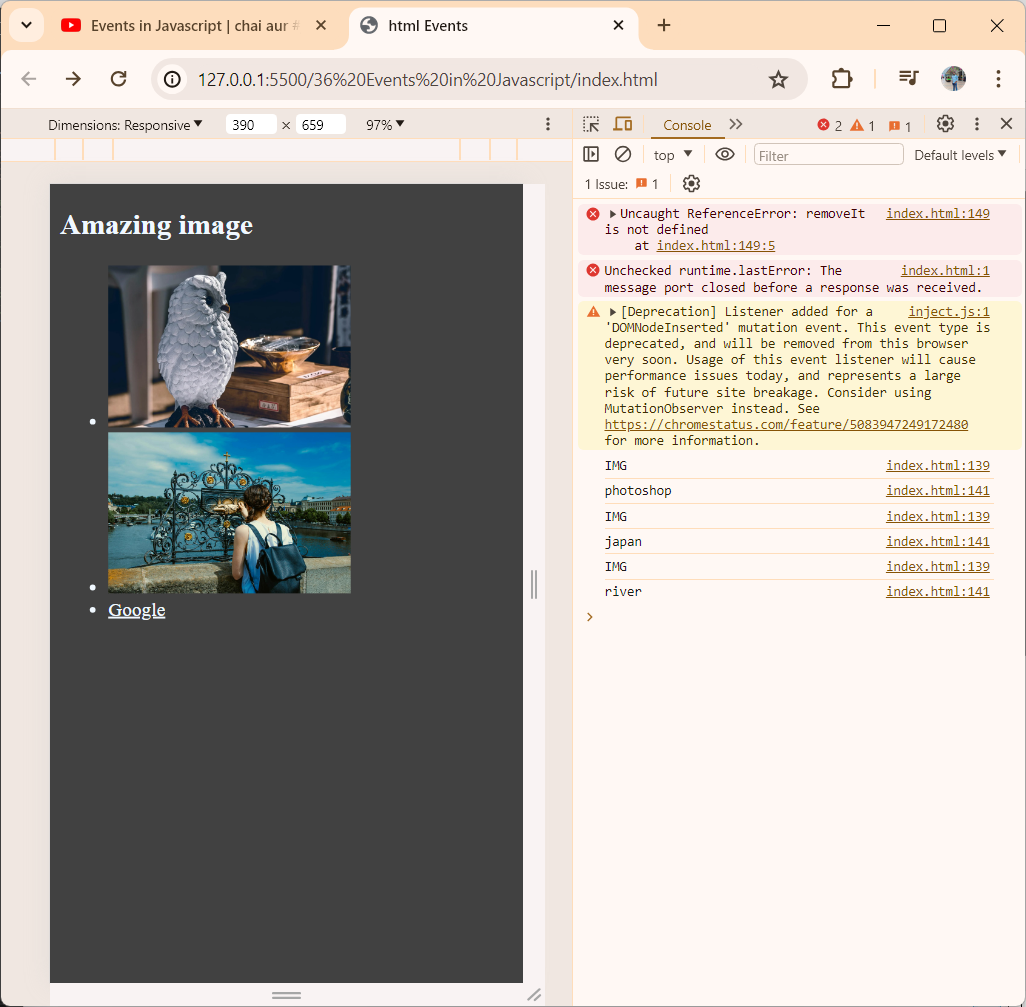 Events in Javascript | chai aur #
html Events
127.0.0.1:5500/36%20Events%20in%20Javascript/index.html
Dimensions: Responsive 390 × 659 97%
Console
2 1 1
top
Filter
Default levels
1 Issue: 1
Amazing image
Google
Uncaught ReferenceError: removeIt index.html:149
is not defined
at index.html:149:5
Unchecked runtime.lastError: The index.html:1
message port closed before a response was received.
[Deprecation] Listener added for a inject.js:1
'DOMNodeInserted' mutation event. This event type is
deprecated, and will be removed from this browser
very soon. Usage of this event listener will cause
performance issues today, and represents a large
risk of future site breakage. Consider using
MutationObserver instead. See
https://chromestatus.com/feature/5083947249172480
for more information.
IMG index.html:139
photoshop index.html:141
IMG index.html:139
japan index.html:141
IMG index.html:139
river index.html:141